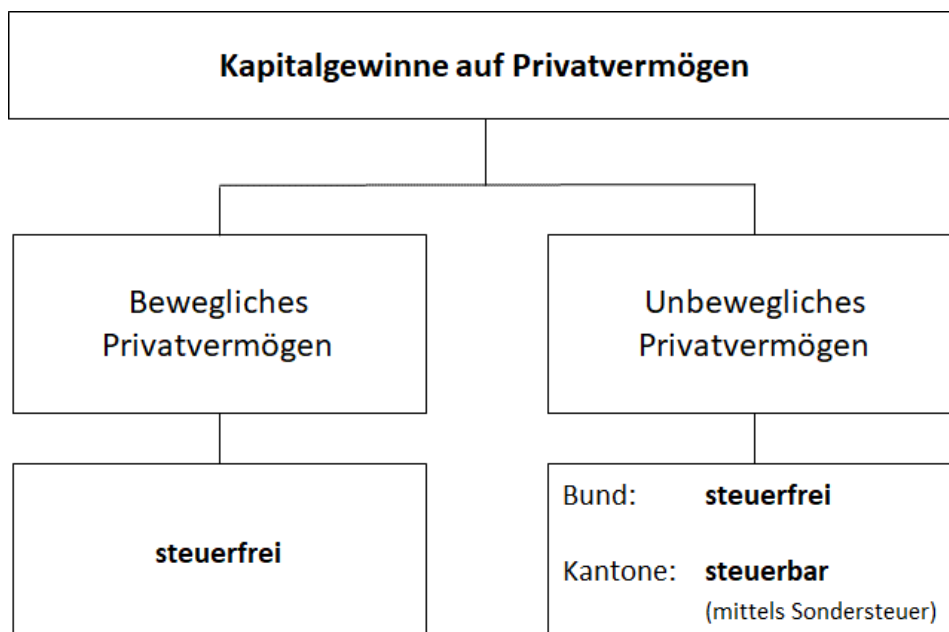 Kapitalgewinne auf Privatvermögen
Bewegliches
Privatvermögen
Unbewegliches
Privatvermögen
steuerfrei
Bund: steuerfrei
Kantone: steuerbar
(mittels Sondersteuer)